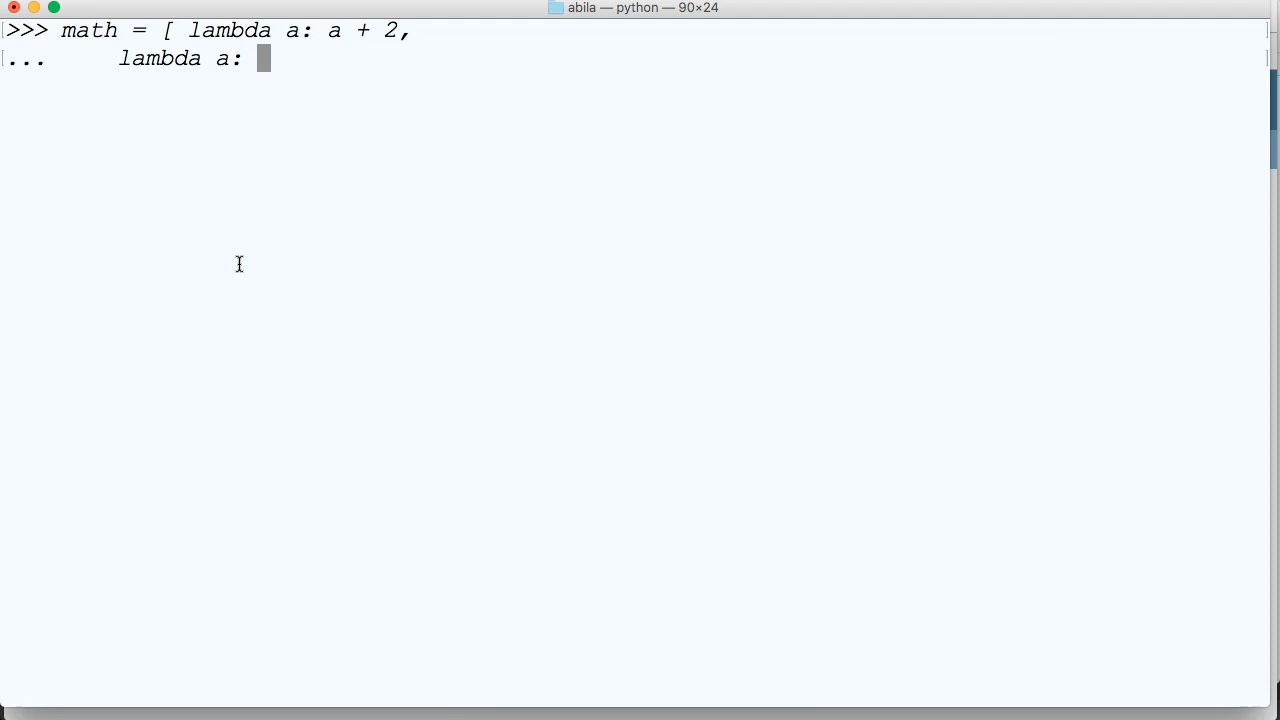 abila — python — 90×24
>>> math = [ lambda a: a + 2,
...     lambda a: